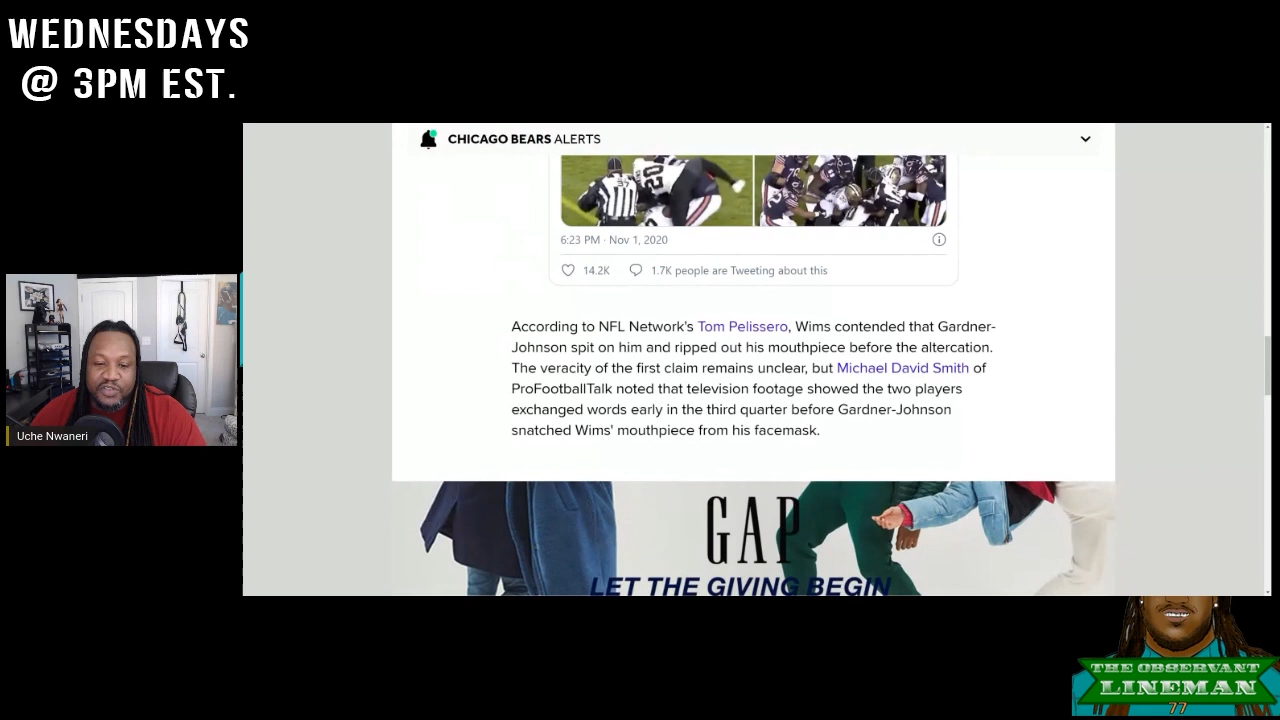 WEDNESDAYS
@ 3PM EST.
CHICAGO BEARS ALERTS
20
6:23 PM · Nov 1, 2020
14.2K
1.7K people are Tweeting about this
According to NFL Network's Tom Pelissero, Wims contended that Gardner-
Johnson spit on him and ripped out his mouthpiece before the altercation.
The veracity of the first claim remains unclear, but Michael David Smith of
ProFootballTalk noted that television footage showed the two players
exchanged words early in the third quarter before Gardner-Johnson
snatched Wims' mouthpiece from his facemask.
Uche Nwaneri
GAP
LET THE GIVING BEGIN
THE OBSERVANT
LINEMAN
77